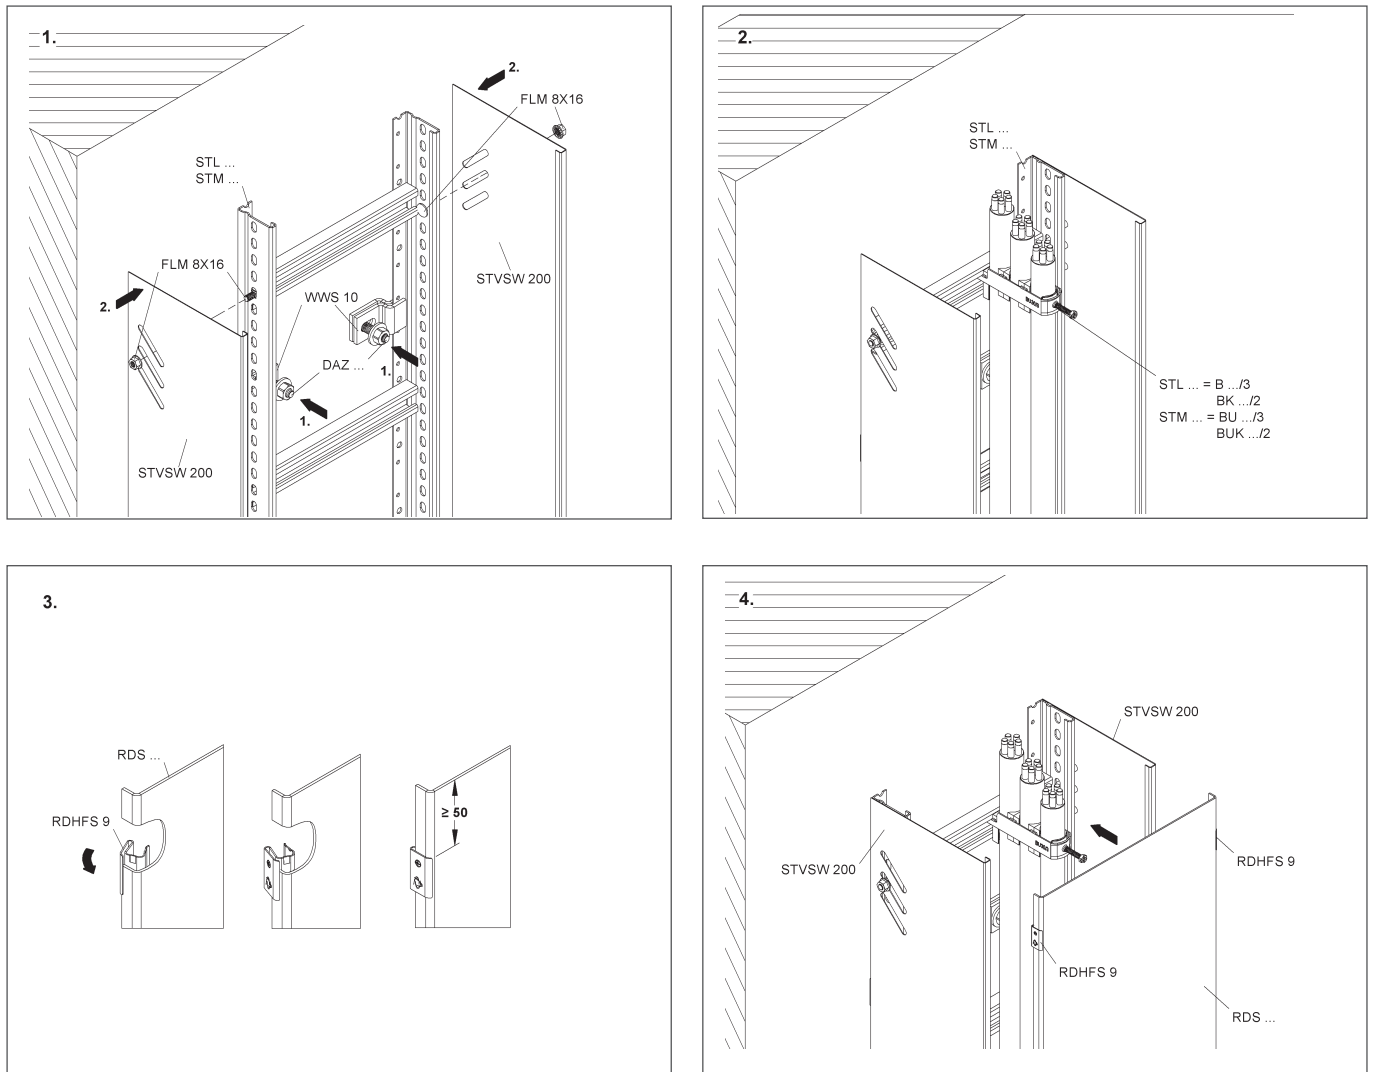 1.
2.
FLM 8X16
STL ...
STM ...
FLM 8X16
STVSW 200
2.
WWS 10
DAZ ...
1.
1.
STVSW 200
2.
STL ...
STM ...
STL ... = B .../3
BK .../2
STM ... = BU .../3
BUK .../2
3.
RDS ...
RDHFS 9
≥ 50
4.
STVSW 200
STVSW 200
RDHFS 9
RDHFS 9
RDS ...